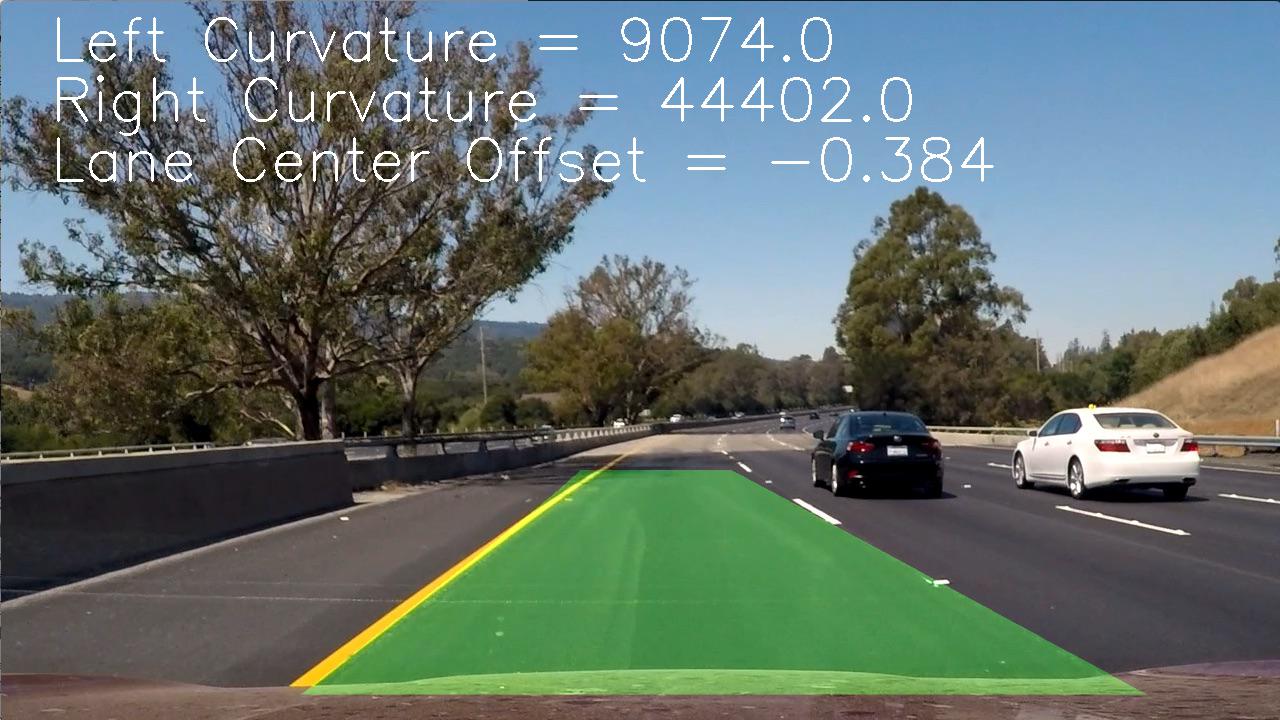 Left Curvature = 9074.0
Right Curvature = 44402.0
Lane Center Offset = -0.384